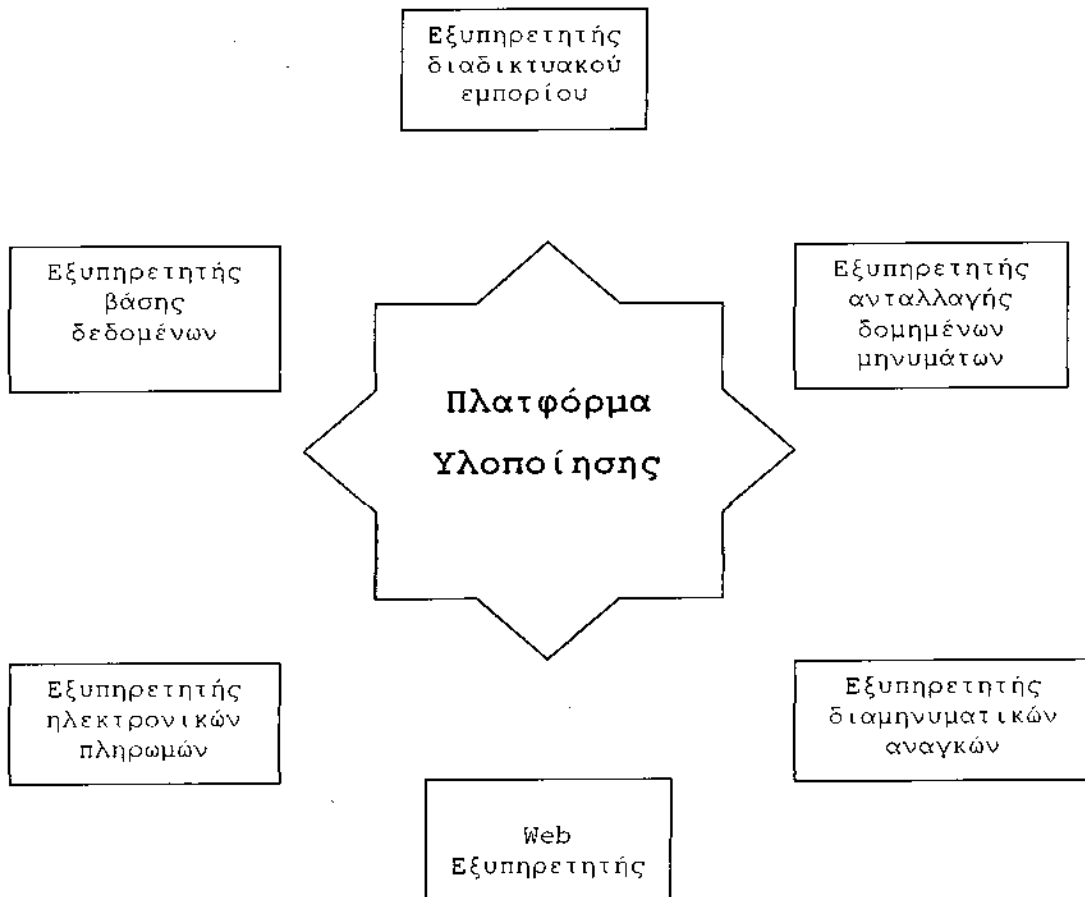 Εξυπηρετητής
διαδικτυακού
εμπορίου
Εξυπηρετητής
βάσης
δεδομένων
Εξυπηρετητής
ανταλλαγής
δομημένων
μηνυμάτων
Πλατφόρμα
Υλοποίησης
Εξυπηρετητής
ηλεκτρονικών
πληρωμών
Εξυπηρετητής
διαμηνυματικών
αναγκών
Web
Εξυπηρετητής